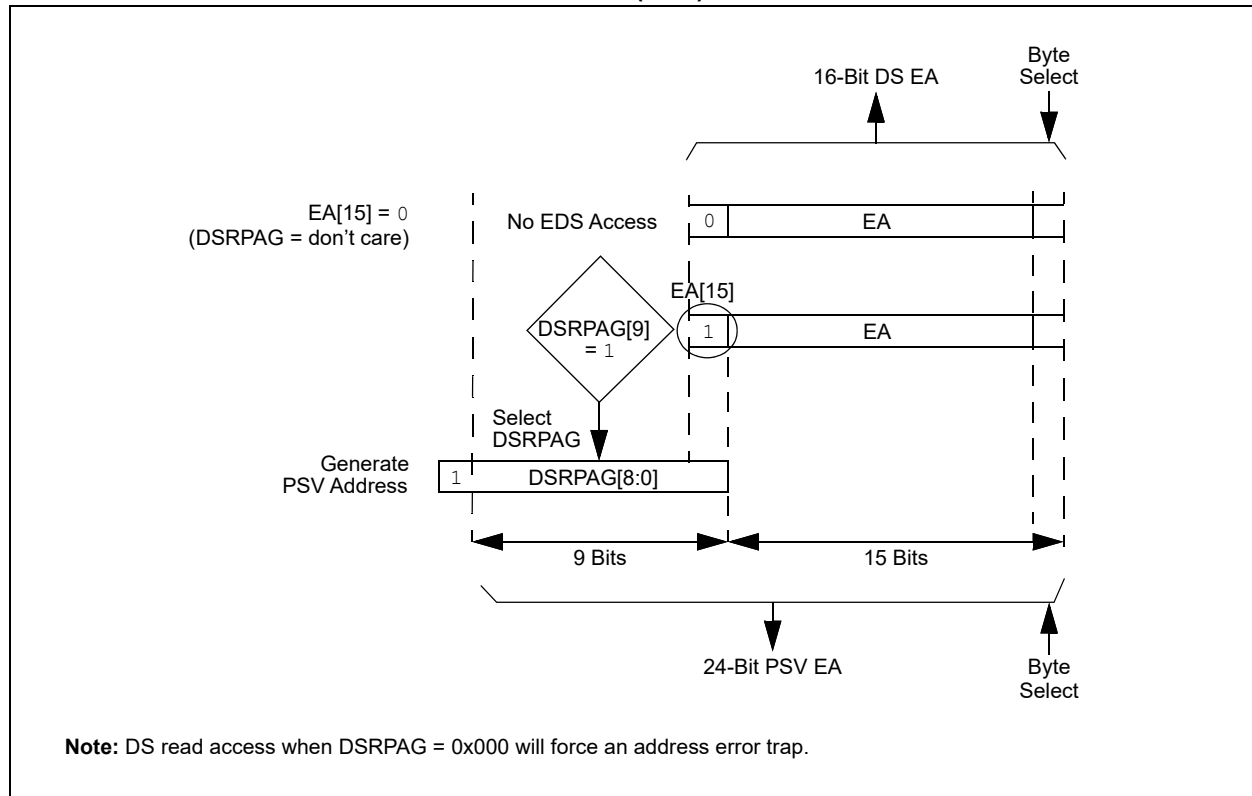 Byte
Select
16-Bit DS EA
EA[15] = 0
(DSRPAG = don't care)
No EDS Access
0
EA
EA[15]
DSRPAG[9]
= 1
1
EA
Select
DSRPAG
Generate
PSV Address
1
DSRPAG[8:0]
9 Bits
15 Bits
24-Bit PSV EA
Byte
Select
Note: DS read access when DSRPAG = 0x000 will force an address error trap.